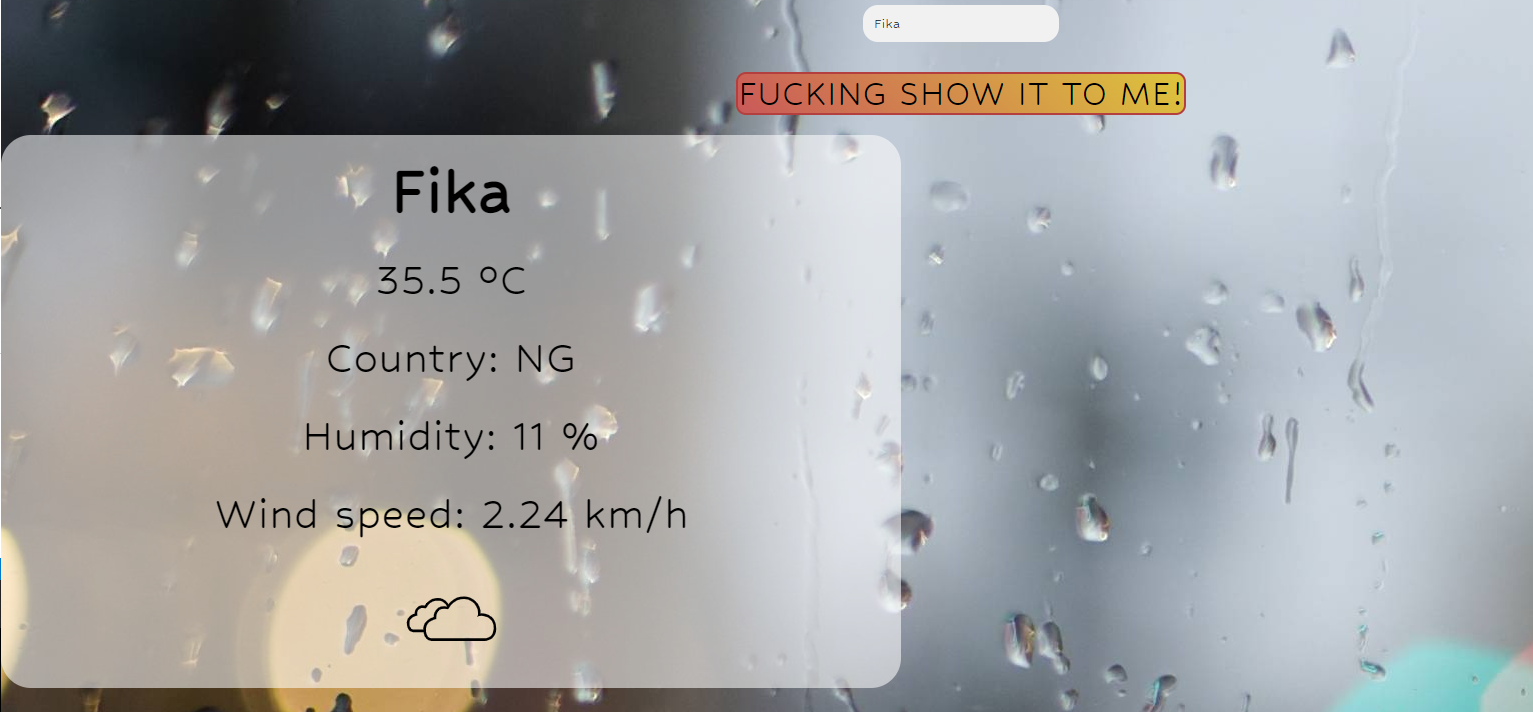 Fika
FUCKING SHOW IT TO ME!
Fika
35.5 °C
Country: NG
Humidity: 11 %
Wind speed: 2.24 km/h